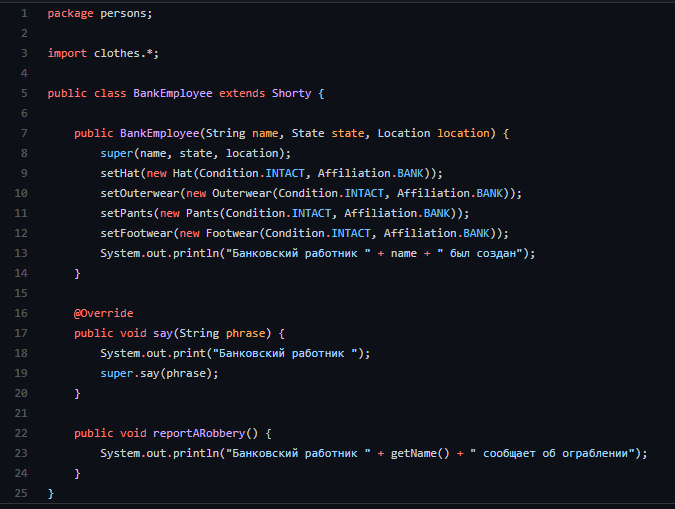 1 package persons;
2
3 import clothes.*;
4
5 public class BankEmployee extends Shorty {
6
7     public BankEmployee(String name, State state, Location location) {
8         super(name, state, location);
9         setHat(new Hat(Condition.INTACT, Affiliation.BANK));
10         setOuterwear(new Outerwear(Condition.INTACT, Affiliation.BANK));
11         setPants(new Pants(Condition.INTACT, Affiliation.BANK));
12         setFootwear(new Footwear(Condition.INTACT, Affiliation.BANK));
13         System.out.println("Банковский работник " + name + " был создан");
14     }
15
16     @Override
17     public void say(String phrase) {
18         System.out.print("Банковский работник ");
19         super.say(phrase);
20     }
21
22     public void reportARobbery() {
23         System.out.println("Банковский работник " + getName() + " сообщает об ограблении");
24     }
25 }